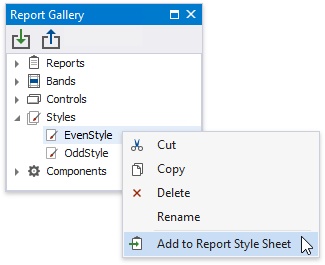 Report Gallery
Reports
Bands
Controls
Styles
EvenStyle
OddStyle
Components
Cut
Copy
Delete
Rename
Add to Report Style Sheet